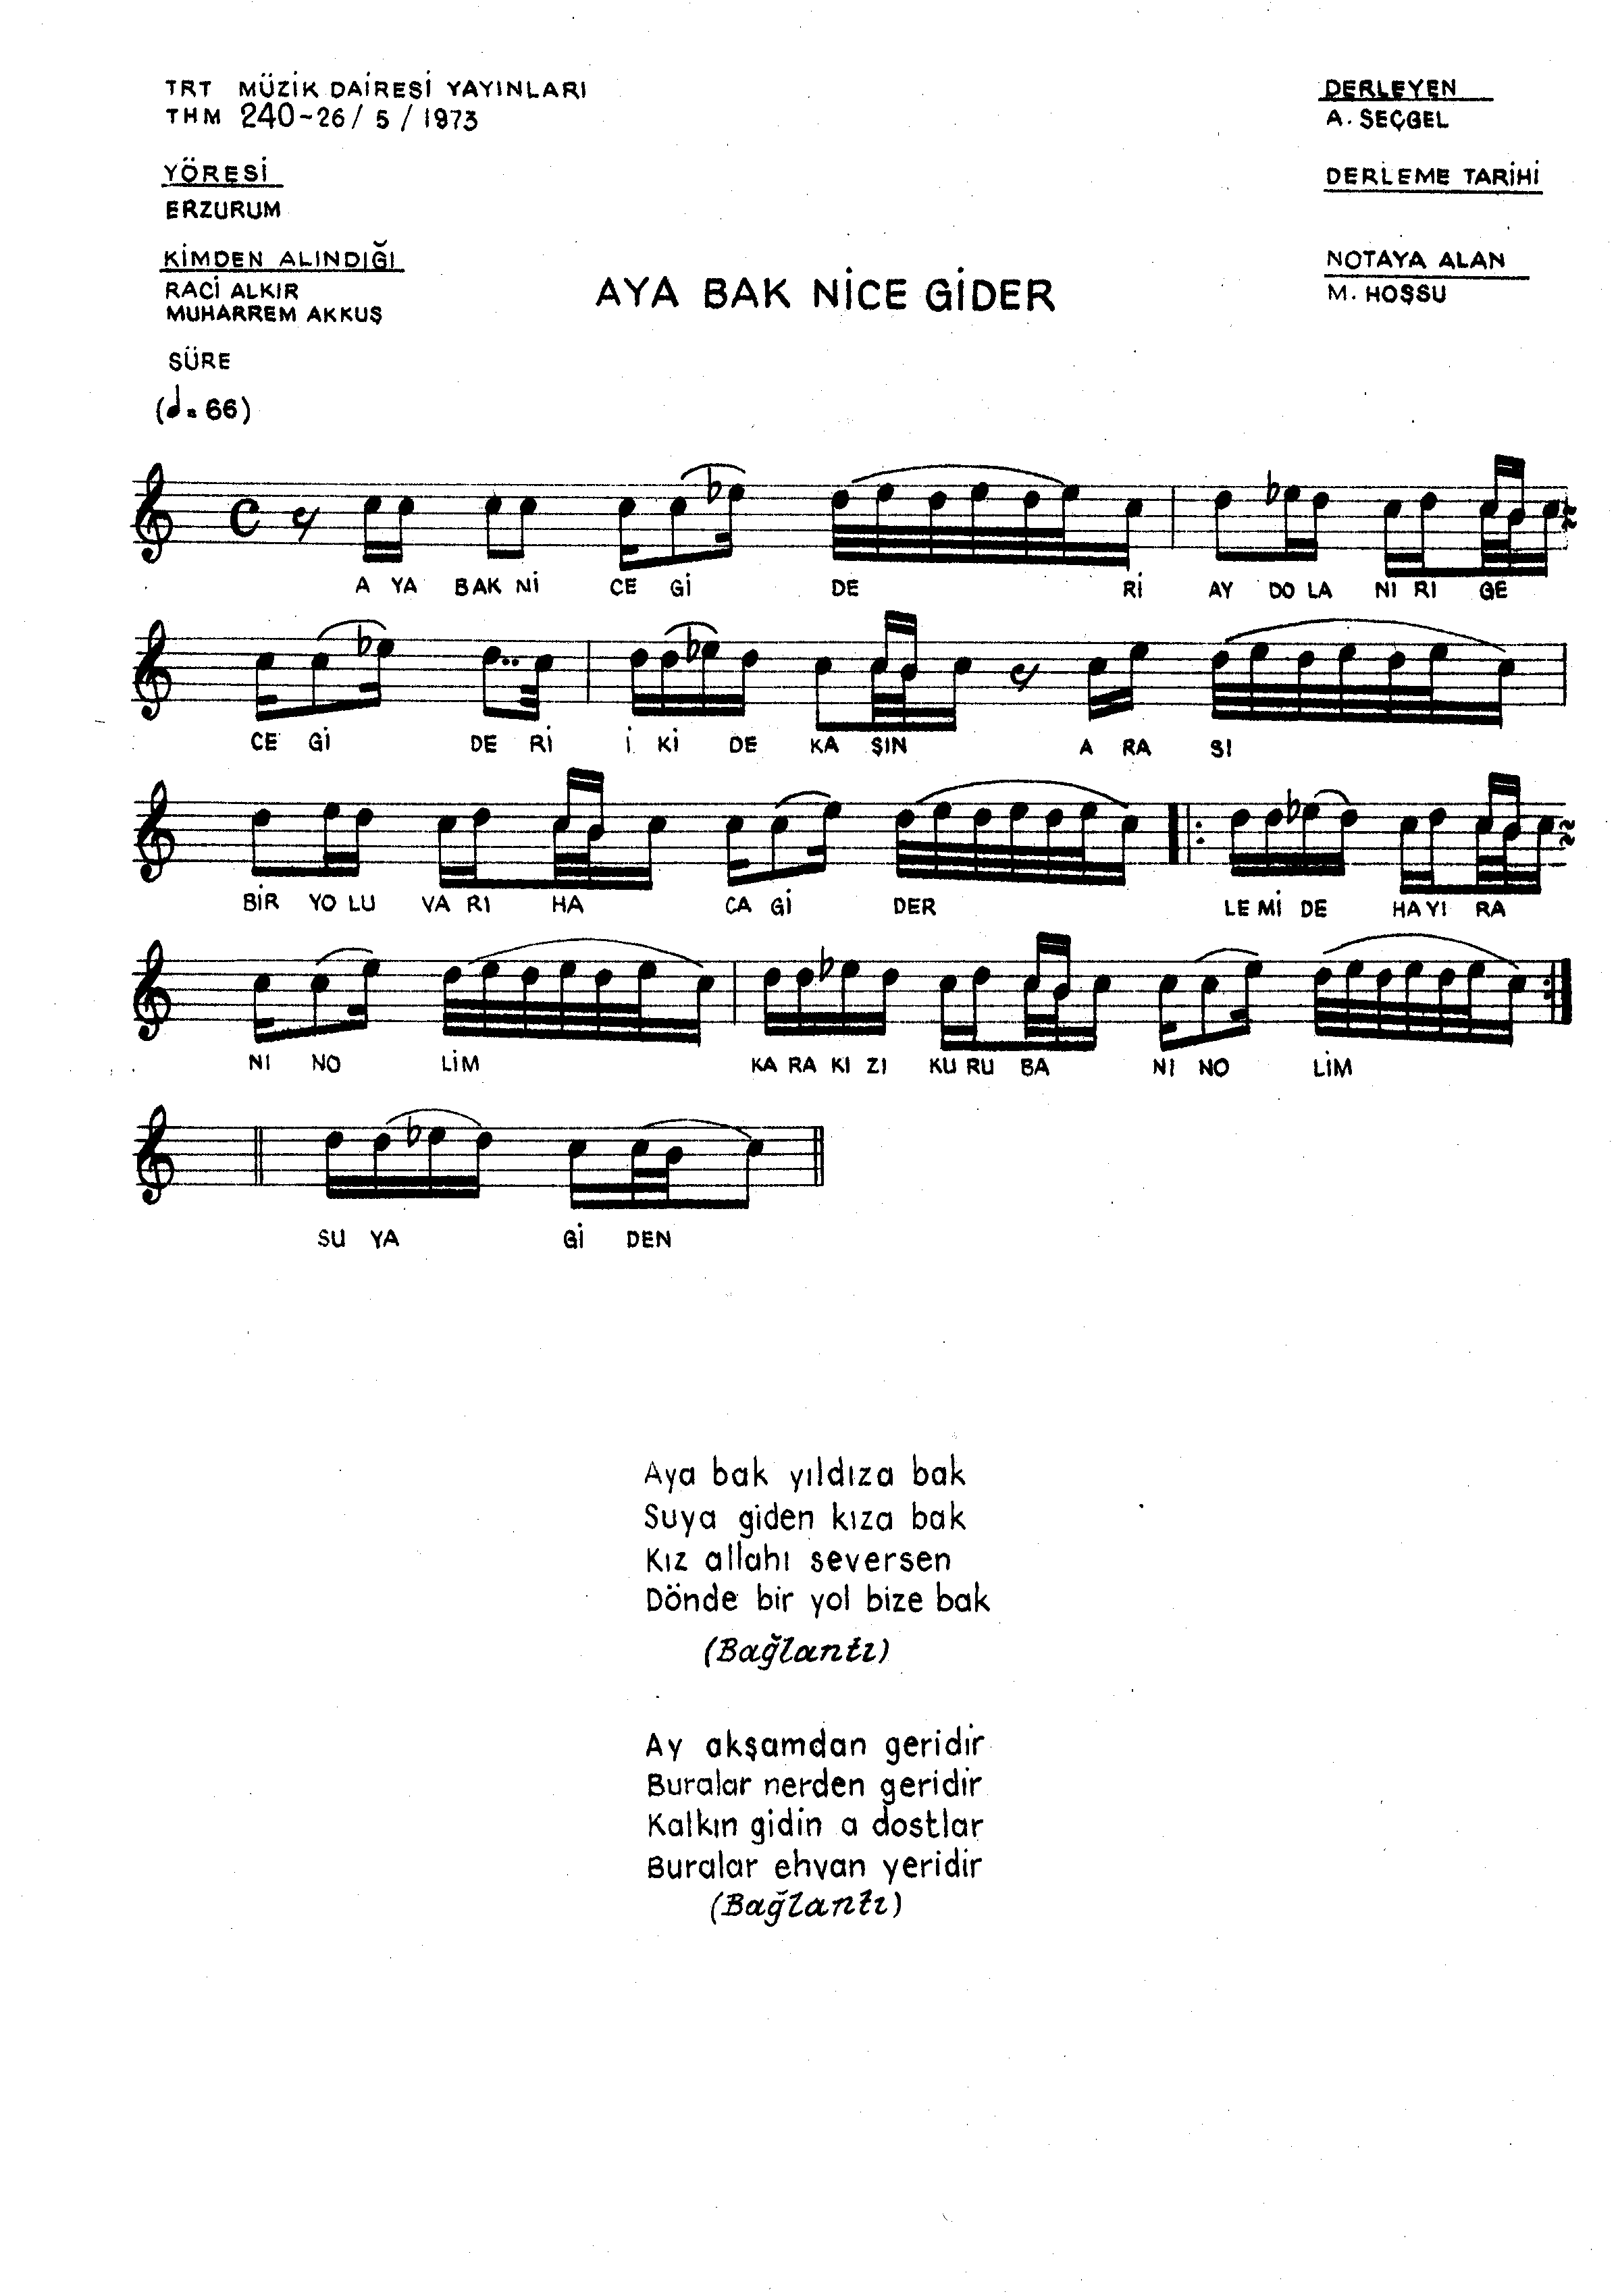 TRT MÜZİK DAİRESİ YAYINLARI
THM 240-26/5/1973
YÖRESİ
ERZURUM
KİMDEN ALINDIĞI
RACİ ALKIR
MUHARREM AKKUŞ
SÜRE
(♩= 66)
DERLEYEN
A. SEÇGEL
DERLEME TARİHİ
NOTAYA ALAN
M. HOŞSU
AYA BAK NİCE GİDER
A YA BAK Nİ CE Gİ DE Rİ AY DO LA NI RI GE
CE Gİ DE Rİ İ Kİ DE KA ŞIN A RA SI
BİR YO LU VA RI HA CA Gİ DER LE Mİ DE HA YI RA
NI NO LİM KA RA KI ZI KU RU BA NI NO LİM
SU YA Gİ DEN
Aya bak yıldıza bak
Suya giden kıza bak
Kız allahı seversen
Dönde bir yol bize bak
(Bağlantı)
Ay akşamdan geridir
Buralar nerden geridir
Kalkın gidin a dostlar
Buralar ehvan yeridir
(Bağlantı)